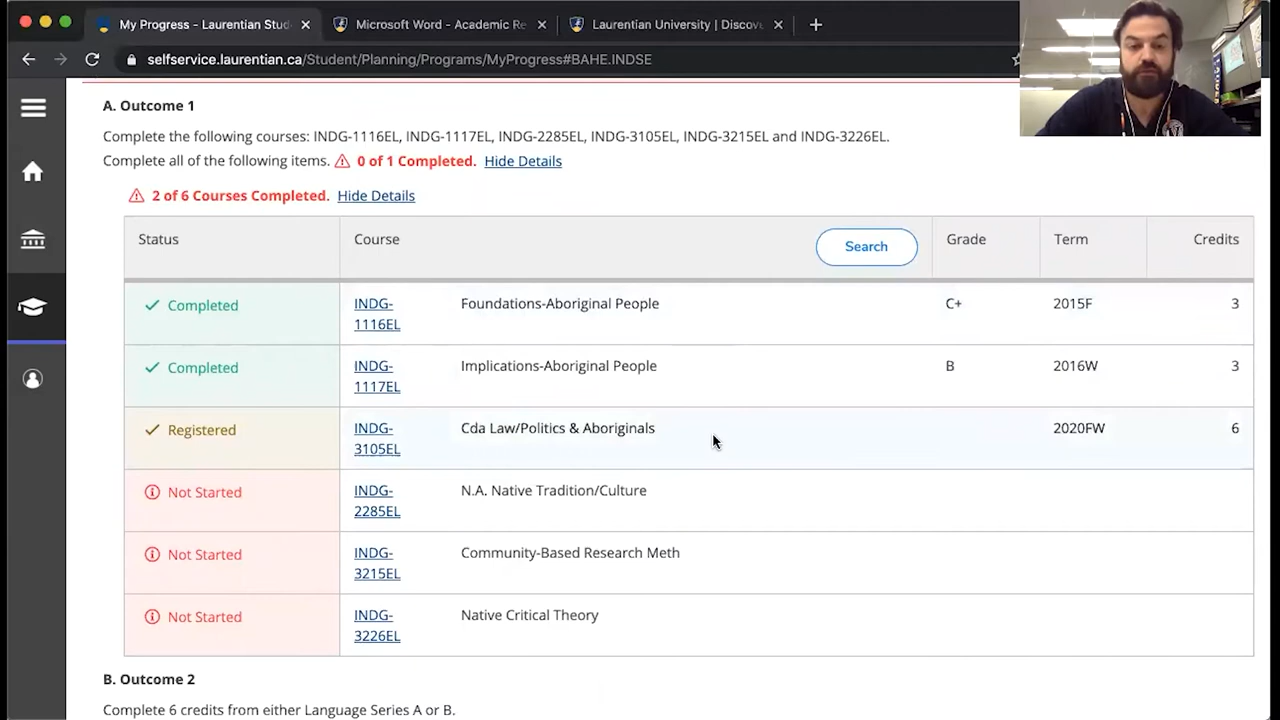 My Progress - Laurentian Stud
Microsoft Word - Academic Re
Laurentian University | Discov
selfservice.laurentian.ca/Student/Planning/Programs/MyProgress#BAHE.INDSE
A. Outcome 1
Complete the following courses: INDG-1116EL, INDG-1117EL, INDG-2285EL, INDG-3105EL, INDG-3215EL and INDG-3226EL.
Complete all of the following items. 0 of 1 Completed. Hide Details
2 of 6 Courses Completed. Hide Details
Status Course Search Grade Term Credits
Completed INDG- Foundations-Aboriginal People C+ 2015F 3
1116EL
Completed INDG- Implications-Aboriginal People B 2016W 3
1117EL
Registered INDG- Cda Law/Politics & Aboriginals 2020FW 6
3105EL
Not Started INDG- N.A. Native Tradition/Culture
2285EL
Not Started INDG- Community-Based Research Meth
3215EL
Not Started INDG- Native Critical Theory
3226EL
B. Outcome 2
Complete 6 credits from either Language Series A or B.